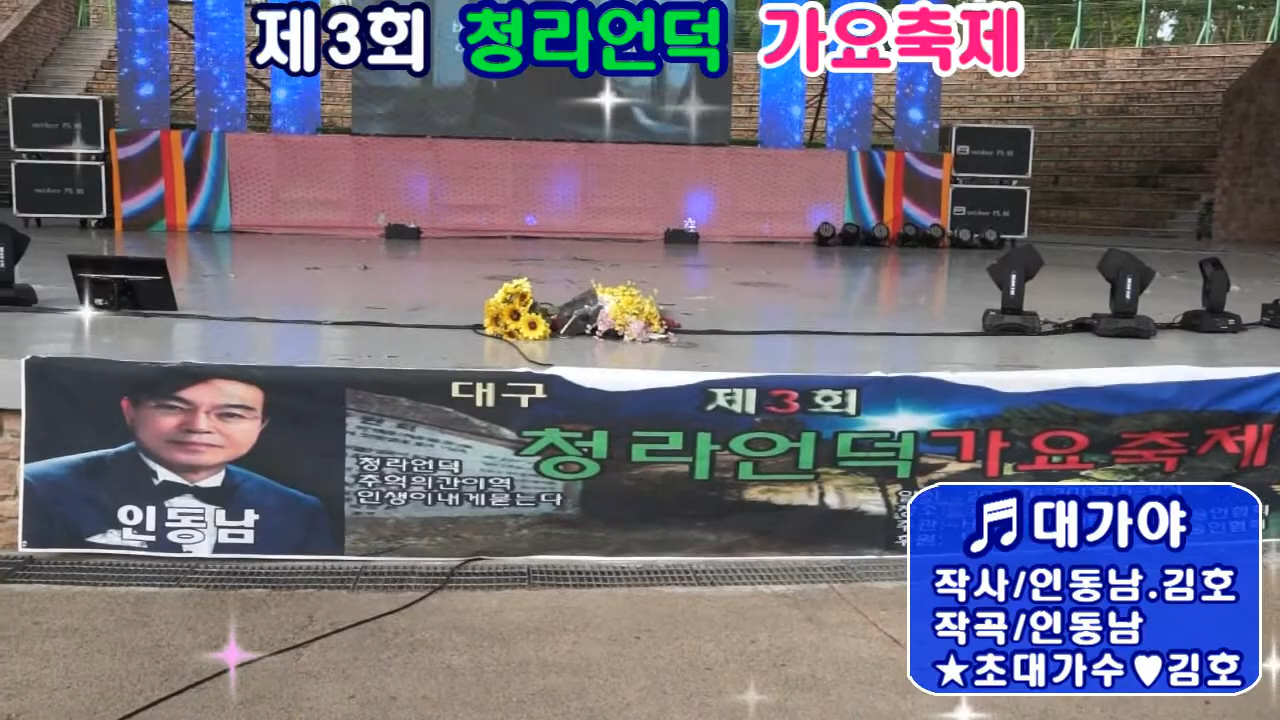 제3회 청라언덕 가요축제
대구 제3회
청라언덕가요축제
청라언덕
추억의간이역
인생이내게묻는다
인동남
🎵대가야
작사/인동남.김호
작곡/인동남
★초대가수♥김호